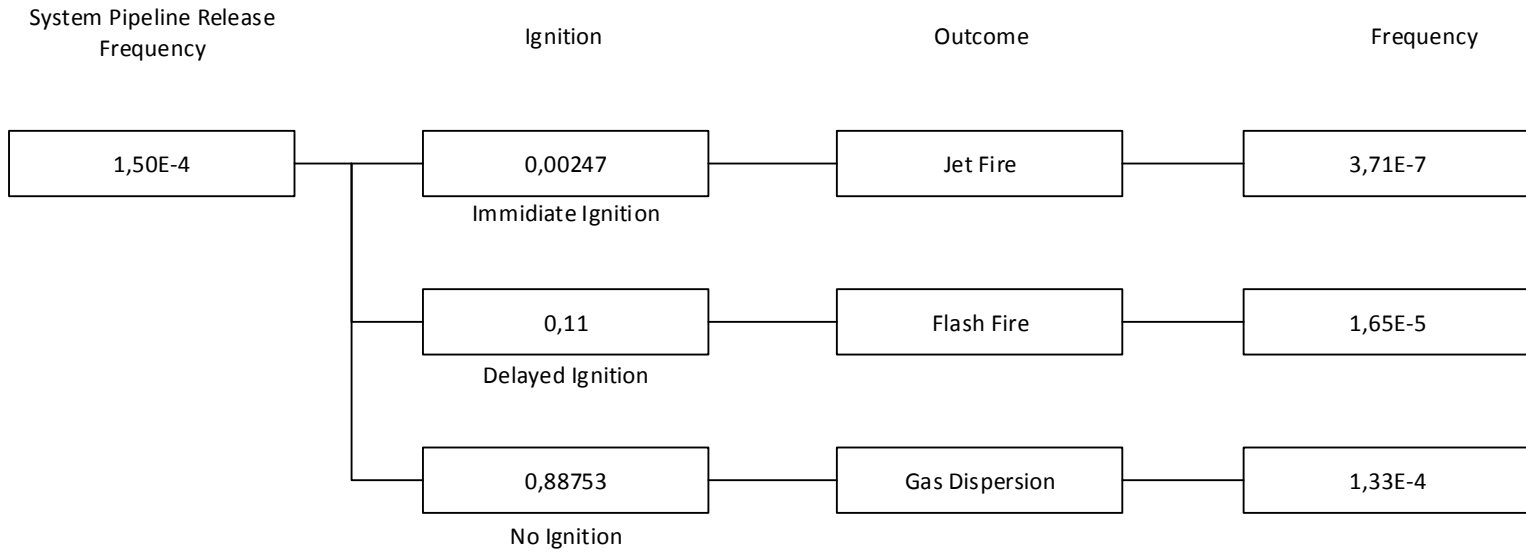 System Pipeline Release
Frequency
Ignition
Outcome
Frequency
1,50E-4
0,00247
Jet Fire
3,71E-7
Immidiate Ignition
0,11
Flash Fire
1,65E-5
Delayed Ignition
0,88753
Gas Dispersion
1,33E-4
No Ignition